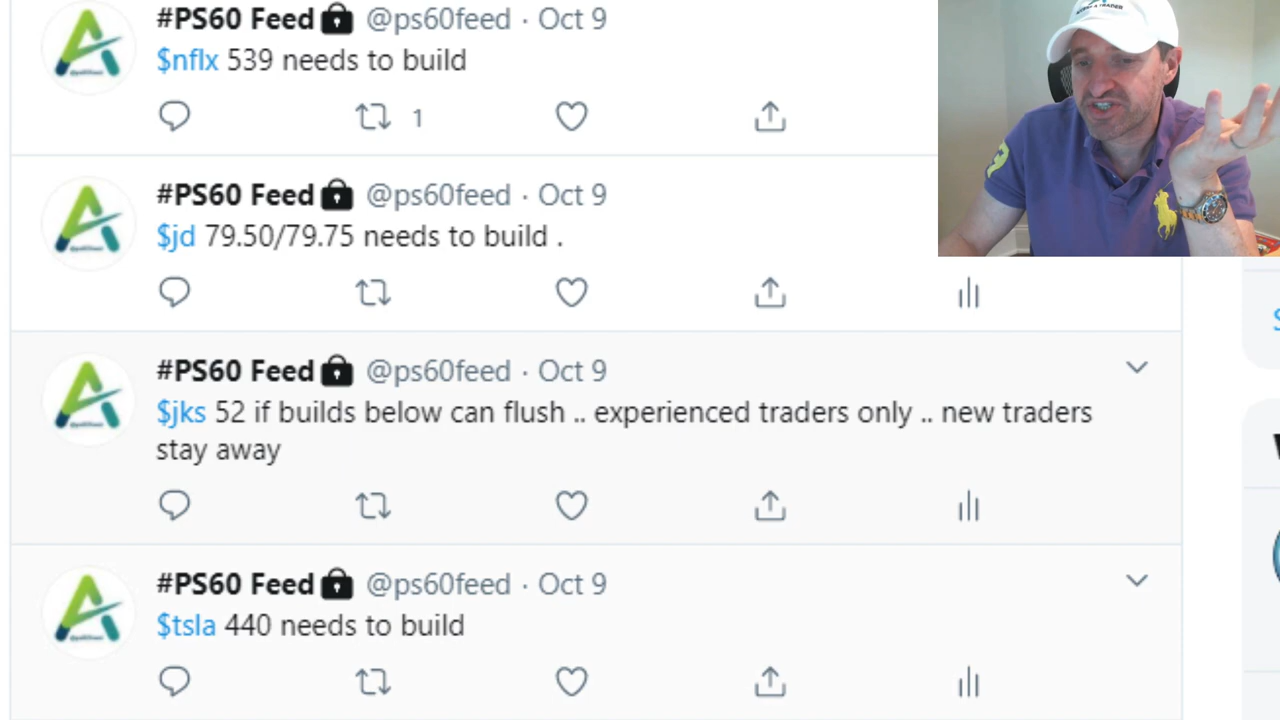 #PS60 Feed @ps60feed · Oct 9
$nflx 539 needs to build
1
#PS60 Feed @ps60feed · Oct 9
$jd 79.50/79.75 needs to build .
#PS60 Feed @ps60feed · Oct 9
$jks 52 if builds below can flush .. experienced traders only .. new traders
stay away
#PS60 Feed @ps60feed · Oct 9
$tsla 440 needs to build